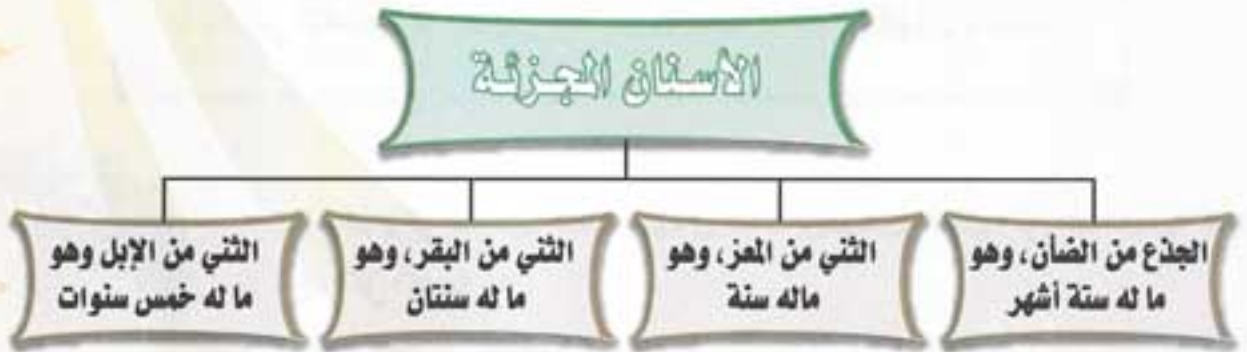 الأسنان المجزئة
الجذع من الضأن، وهو
ما له ستة أشهر
الثني من المعز، وهو
ماله سنة
الثني من البقر، وهو
ما له سنتان
الثني من الإبل وهو
ما له خمس سنوات